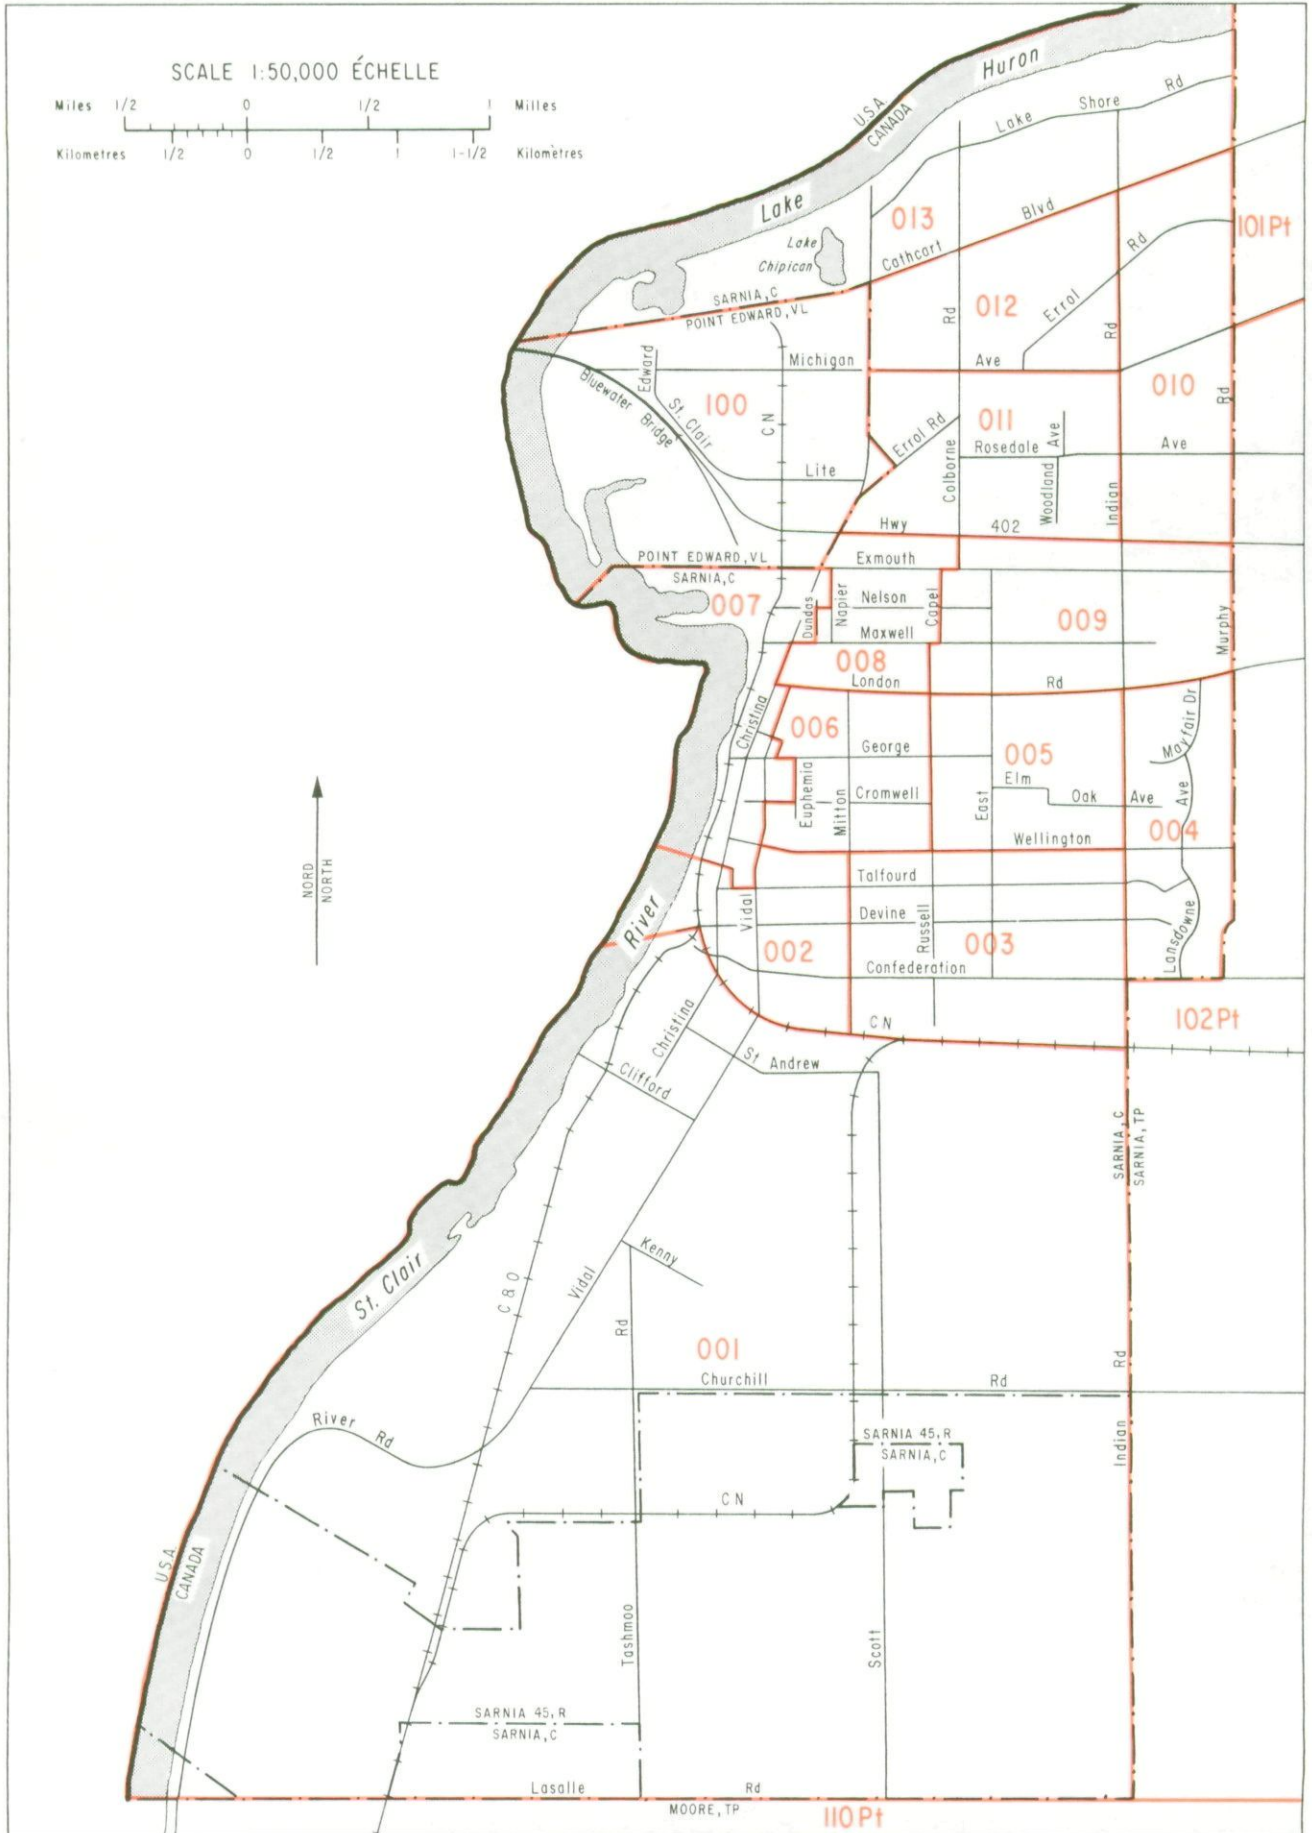 SCALE 1:50,000 ÉCHELLE
Miles 1/2 0 1/2 1 Milles
Kilometres 1/2 0 1/2 1 1-1/2 Kilomètres
Huron
U.S.A.
CANADA
Lake Shore Rd
Lake
013
Blvd
Cathcart
101Pt
Lake
Chipican
SARNIA, C
POINT EDWARD, VL
012
Errol Rd
Rd
Rd
Michigan
Ave
Edward
Bluewater
Bridge
St. Clair
100
CN
010
Rd
011
Errol Rd
Rosedale Ave
Ave
Lite
Colborne
Woodland
Indian
Hwy 402
POINT EDWARD, VL
SARNIA, C
Exmouth
007
Dundas
Napier
Nelson
Capel
Maxwell
009
Murphy
008
London Rd
Christina
006
George
005
Mayfair Dr
Elm
Euphemia
Mitton
Cromwell
East
Oak Ave
Ave
004
Wellington
Talfourd
River
Vidal
Devine
Russell
Lansdowne
002
003
Confederation
CN
102Pt
Christina
St. Andrew
Clifford
SARNIA, C
SARNIA, TP
NORD
NORTH
Kenny
St. Clair
C&O
Vidal
Rd
001
Churchill Rd
Rd
River Rd
SARNIA 45, R
SARNIA, C
Indian
CN
U.S.A.
CANADA
Tashmoo
Scott
SARNIA 45, R
SARNIA, C
Lasalle Rd
MOORE, TP
110Pt